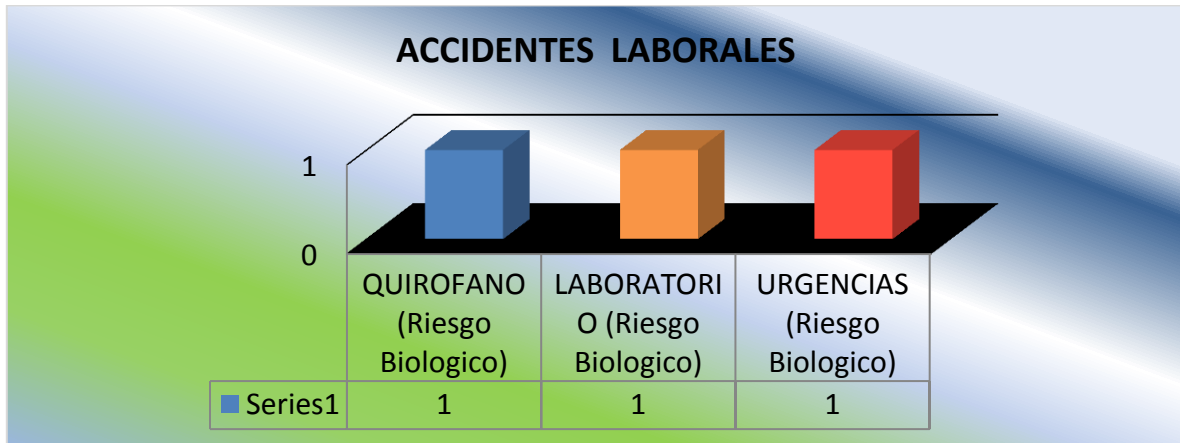 ACCIDENTES LABORALES
1
0
QUIROFANO
(Riesgo
Biologico)
LABORATORI
O (Riesgo
Biologico)
URGENCIAS
(Riesgo
Biologico)
Series1 1 1 1